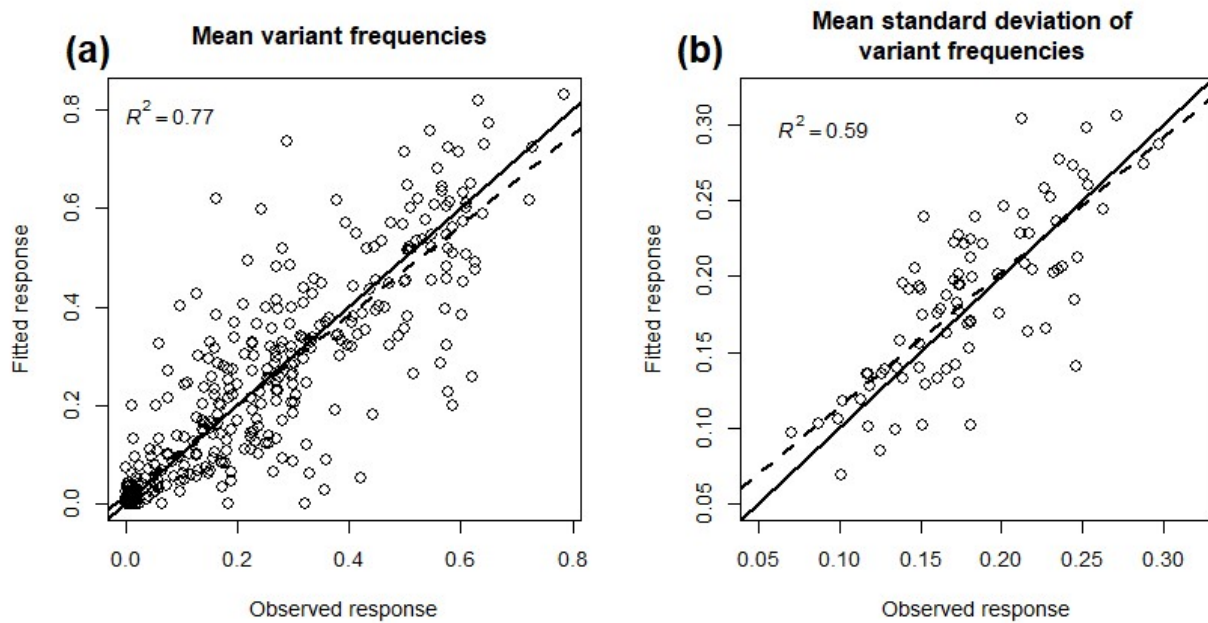 (a)
Mean variant frequencies
R² = 0.77
0.8
0.6
0.4
0.2
0.0
Fitted response
0.0 0.2 0.4 0.6 0.8
Observed response
(b)
Mean standard deviation of
variant frequencies
R² = 0.59
0.30
0.25
0.20
0.15
0.10
0.05
Fitted response
0.05 0.10 0.15 0.20 0.25 0.30
Observed response